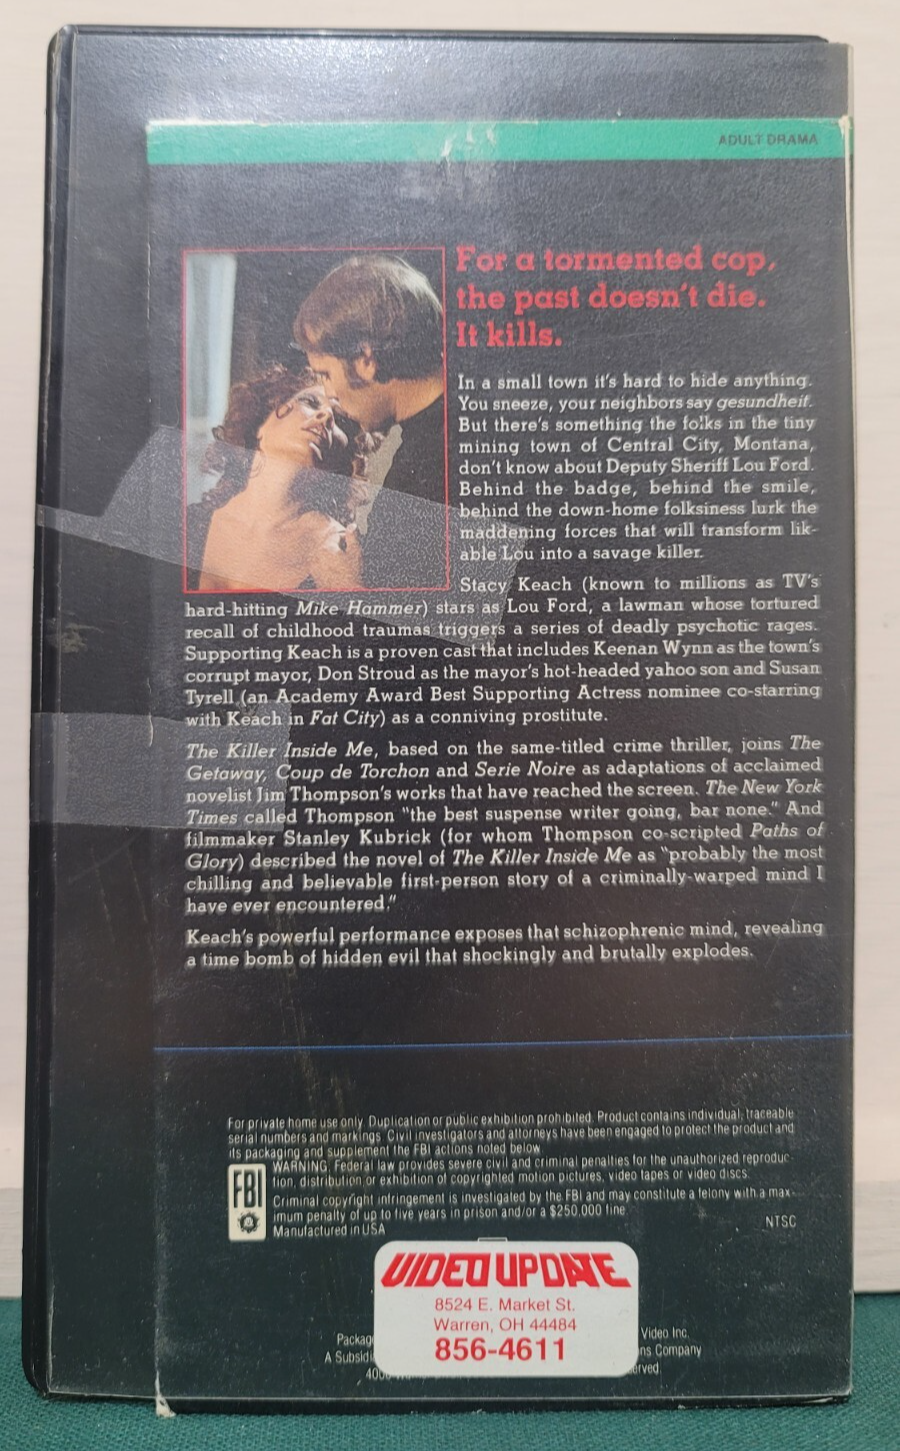 ADULT DRAMA
For a tormented cop,
the past doesn't die.
It kills.
In a small town it's hard to hide anything.
You sneeze, your neighbors say gesundheit.
But there's something the folks in the tiny
mining town of Central City, Montana,
don't know about Deputy Sheriff Lou Ford.
Behind the badge, behind the smile,
behind the down-home folksiness lurk the
maddening forces that will transform lik-
able Lou into a savage killer.
Stacy Keach (known to millions as TV's
hard-hitting Mike Hammer) stars as Lou Ford, a lawman whose tortured
recall of childhood traumas triggers a series of deadly psychotic rages.
Supporting Keach is a proven cast that includes Keenan Wynn as the town's
corrupt mayor, Don Stroud as the mayor's hot-headed yahoo son and Susan
Tyrell (an Academy Award Best Supporting Actress nominee co-starring
with Keach in Fat City) as a conniving prostitute.
The Killer Inside Me, based on the same-titled crime thriller, joins The
Getaway, Coup de Torchon and Serie Noire as adaptations of acclaimed
novelist Jim Thompson's works that have reached the screen. The New York
Times called Thompson "the best suspense writer going, bar none." And
filmmaker Stanley Kubrick (for whom Thompson co-scripted Paths of
Glory) described the novel of The Killer Inside Me as "probably the most
chilling and believable first-person story of a criminally-warped mind I
have ever encountered."
Keach's powerful performance exposes that schizophrenic mind, revealing
a time bomb of hidden evil that shockingly and brutally explodes.
For private home use only. Duplication or public exhibition prohibited. Product contains individual, traceable
serial numbers and markings. Civil investigators and attorneys have been engaged to protect the product and
its packaging and supplement the FBI actions noted below.
FBI
WARNING: Federal law provides severe civil and criminal penalties for the unauthorized reproduc-
tion, distribution or exhibition of copyrighted motion pictures, video tapes or video discs.
Criminal copyright infringement is investigated by the FBI and may constitute a felony with a max-
imum penalty of up to five years in prison and/or a $250,000 fine.
Manufactured in USA
NTSC
VIDEO UPDATE
8524 E. Market St.
Warren, OH 44484
856-4611
Video Inc.
Company